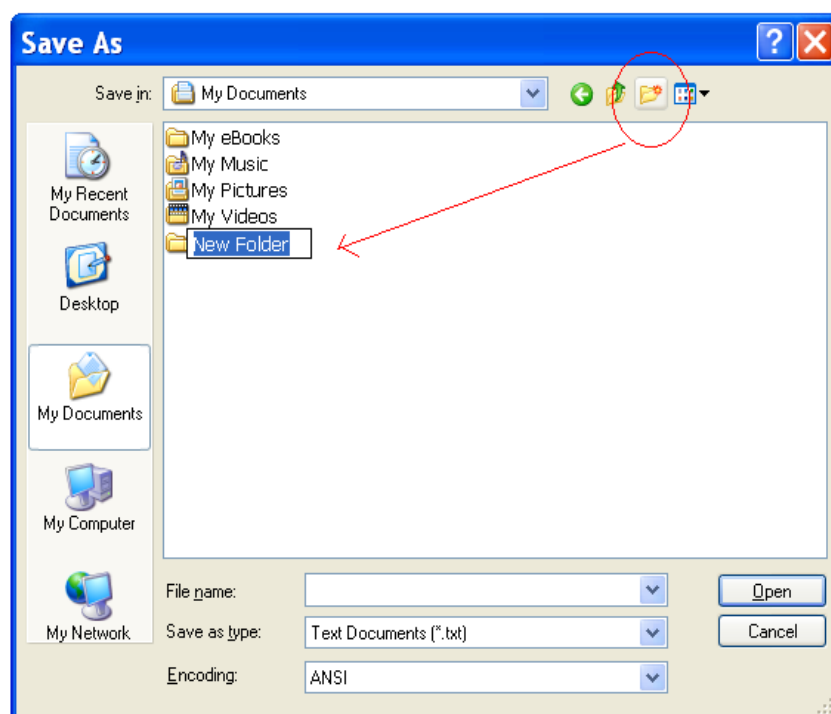 Save As
?
Save in:
My Documents
My Recent
Documents
Desktop
My Documents
My Computer
My Network
My eBooks
My Music
My Pictures
My Videos
New Folder
File name:
Open
Save as type:
Text Documents (*.txt)
Cancel
Encoding:
ANSI